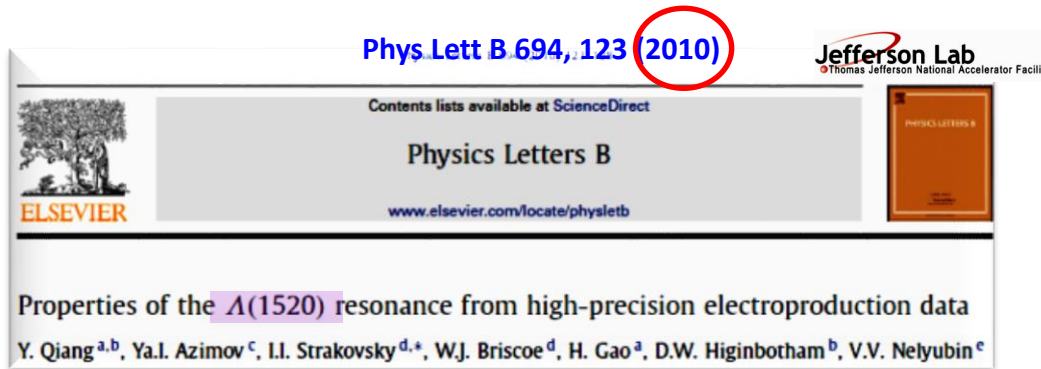 Phys Lett B 694, 123 (2010)
Jefferson Lab
Thomas Jefferson National Accelerator Facili
Contents lists available at ScienceDirect
PHYSICS LETTERS B
Physics Letters B
ELSEVIER
www.elsevier.com/locate/physletb
Properties of the Λ(1520) resonance from high-precision electroproduction data
Y. Qiang a,b, Ya.I. Azimov c, I.I. Strakovsky d,*, W.J. Briscoe d, H. Gao a, D.W. Higinbotham b, V.V. Nelyubin e